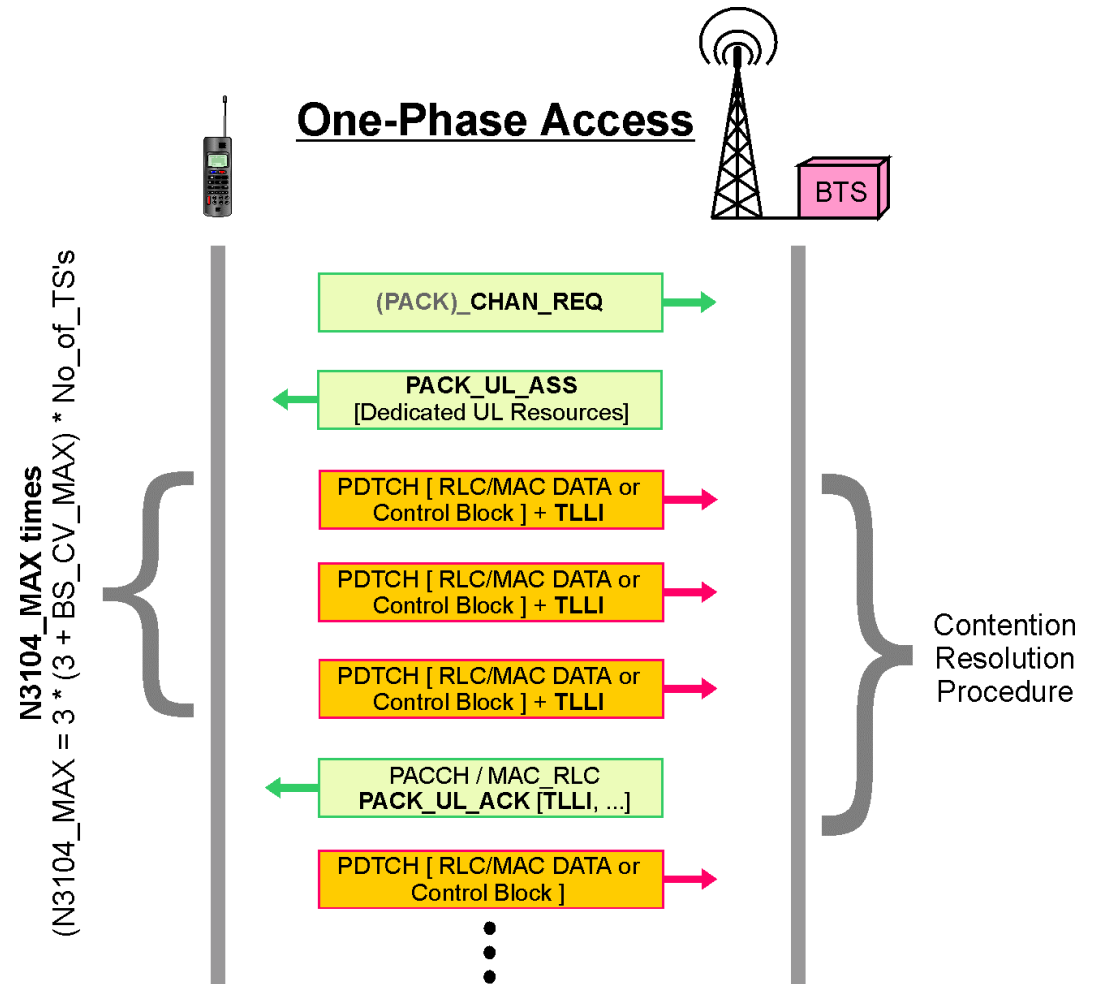 One-Phase Access
BTS
(PACK)_CHAN_REQ
PACK_UL_ASS
[Dedicated UL Resources]
PDTCH [ RLC/MAC DATA or
Control Block ] + TLLI
PDTCH [ RLC/MAC DATA or
Control Block ] + TLLI
PDTCH [ RLC/MAC DATA or
Control Block ] + TLLI
PACCH / MAC_RLC
PACK_UL_ACK [TLLI, ...]
PDTCH [ RLC/MAC DATA or
Control Block ]
N3104_MAX times
(N3104_MAX = 3 * (3 + BS_CV_MAX) * No_of_TS's
Contention
Resolution
Procedure